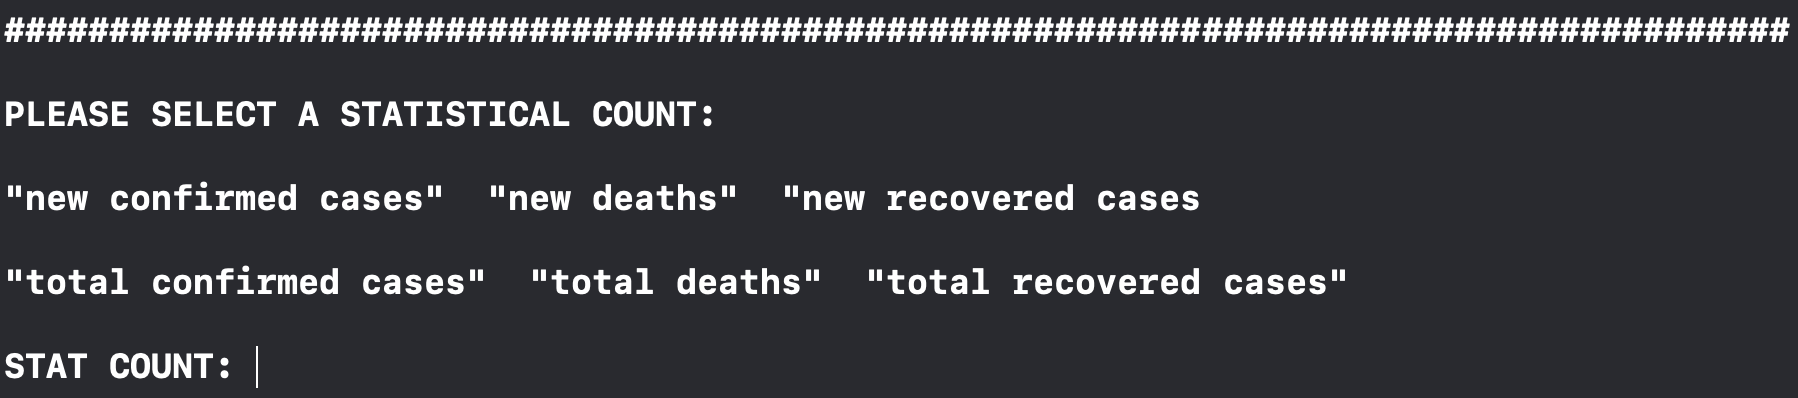 #####################################################################################
PLEASE SELECT A STATISTICAL COUNT:
"new confirmed cases"  "new deaths"  "new recovered cases
"total confirmed cases"  "total deaths"  "total recovered cases"
STAT COUNT: